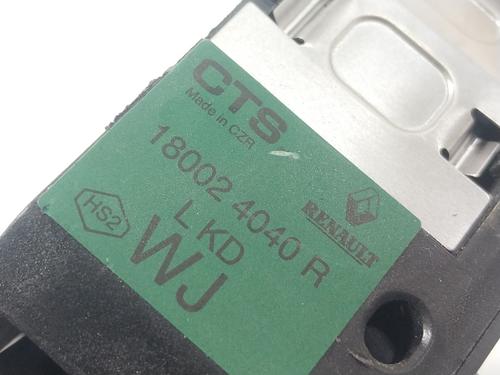 CTS
Made in CZR
18002 4040 R
RENAULT
L KD
HS2
WJ